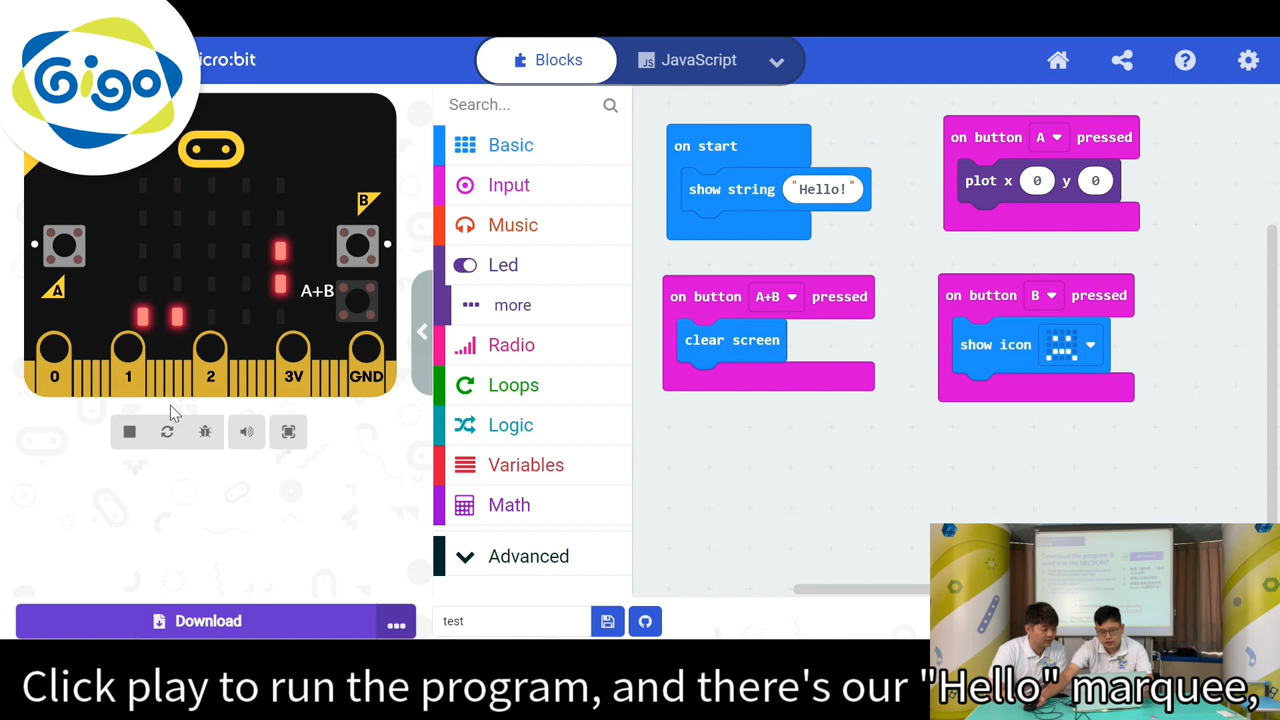 Gigo
icro:bit
Blocks
JS JavaScript
Search...
Basic
Input
Music
Led
more
Radio
Loops
Logic
Variables
Math
Advanced
B
A
A+B
0 1 2 3V GND
on start
show string "Hello!"
on button A pressed
plot x 0 y 0
on button A+B pressed
clear screen
on button B pressed
show icon
Download
test
Click play to run the program, and there's our "Hello" marquee,